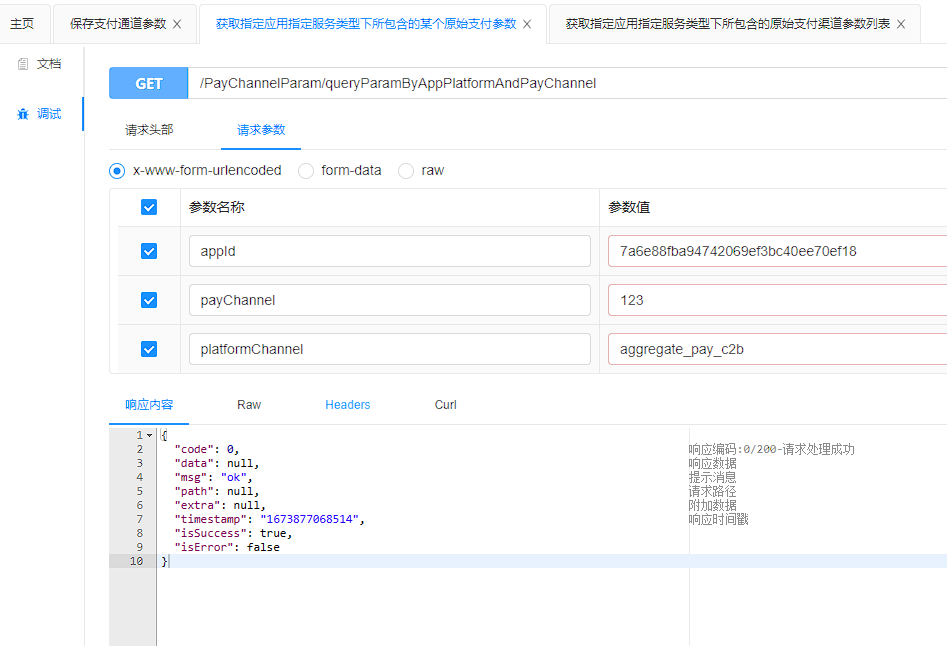 主页 保存支付通道参数 获取指定应用指定服务类型下所包含的某个原始支付参数 获取指定应用指定服务类型下所包含的原始支付渠道参数列表
文档
调试
GET /PayChannelParam/queryParamByAppPlatformAndPayChannel
请求头部 请求参数
x-www-form-urlencoded form-data raw
参数名称 参数值
appId 7a6e88fba94742069ef3bc40ee70ef18
payChannel 123
platformChannel aggregate_pay_c2b
响应内容 Raw Headers Curl
1 {
2 "code": 0, 响应编码:0/200-请求处理成功
3 "data": null, 响应数据
4 "msg": "ok", 提示消息
5 "path": null, 请求路径
6 "extra": null, 附加数据
7 "timestamp": "1673877068514", 响应时间戳
8 "isSuccess": true,
9 "isError": false
10 }